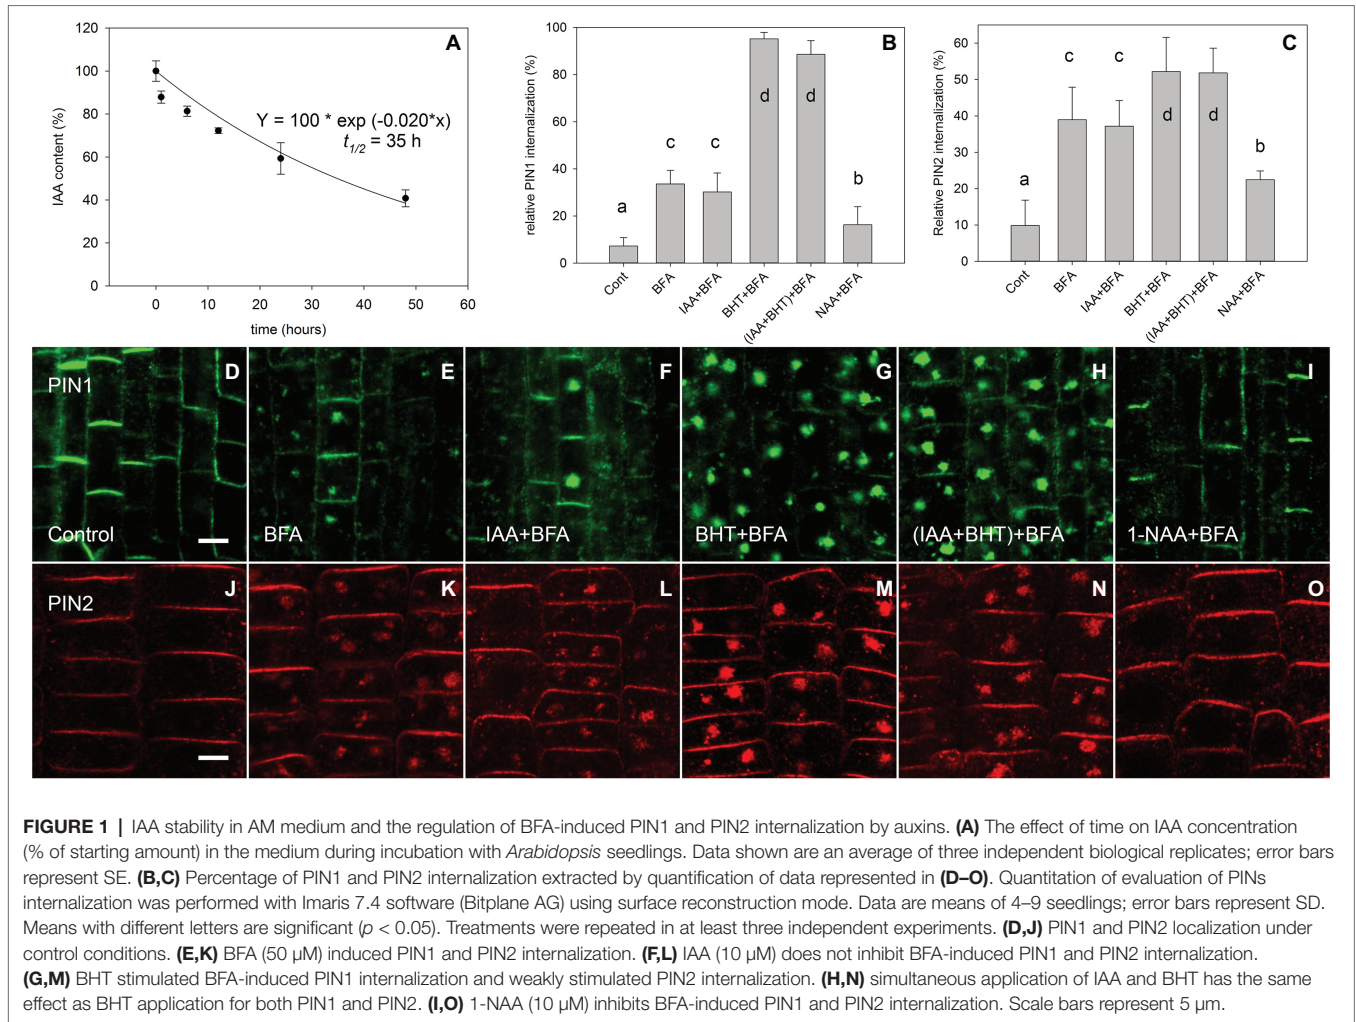 A
120
100
80
60
40
20
0
IAA content (%)
Y = 100 * exp (-0.020*x)
t1/2 = 35 h
0 10 20 30 40 50 60
time (hours)
B
100
80
60
40
20
0
relative PIN1 internalization (%)
a c c d d b
Cont BFA IAA+BFA BHT+BFA (IAA+BHT)+BFA NAA+BFA
C
60
50
40
30
20
10
0
Relative PIN2 internalization (%)
a c c d d b
Cont BFA IAA+BFA BHT+BFA (IAA+BHT)+BFA NAA+BFA
PIN1 D E F G H I
Control BFA IAA+BFA BHT+BFA (IAA+BHT)+BFA 1-NAA+BFA
PIN2 J K L M N O
FIGURE 1 | IAA stability in AM medium and the regulation of BFA-induced PIN1 and PIN2 internalization by auxins. (A) The effect of time on IAA concentration
(% of starting amount) in the medium during incubation with Arabidopsis seedlings. Data shown are an average of three independent biological replicates; error bars
represent SE. (B,C) Percentage of PIN1 and PIN2 internalization extracted by quantification of data represented in (D–O). Quantitation of evaluation of PINs
internalization was performed with Imaris 7.4 software (Bitplane AG) using surface reconstruction mode. Data are means of 4–9 seedlings; error bars represent SD.
Means with different letters are significant (p < 0.05). Treatments were repeated in at least three independent experiments. (D,J) PIN1 and PIN2 localization under
control conditions. (E,K) BFA (50 μM) induced PIN1 and PIN2 internalization. (F,L) IAA (10 μM) does not inhibit BFA-induced PIN1 and PIN2 internalization.
(G,M) BHT stimulated BFA-induced PIN1 internalization and weakly stimulated PIN2 internalization. (H,N) simultaneous application of IAA and BHT has the same
effect as BHT application for both PIN1 and PIN2. (I,O) 1-NAA (10 μM) inhibits BFA-induced PIN1 and PIN2 internalization. Scale bars represent 5 μm.